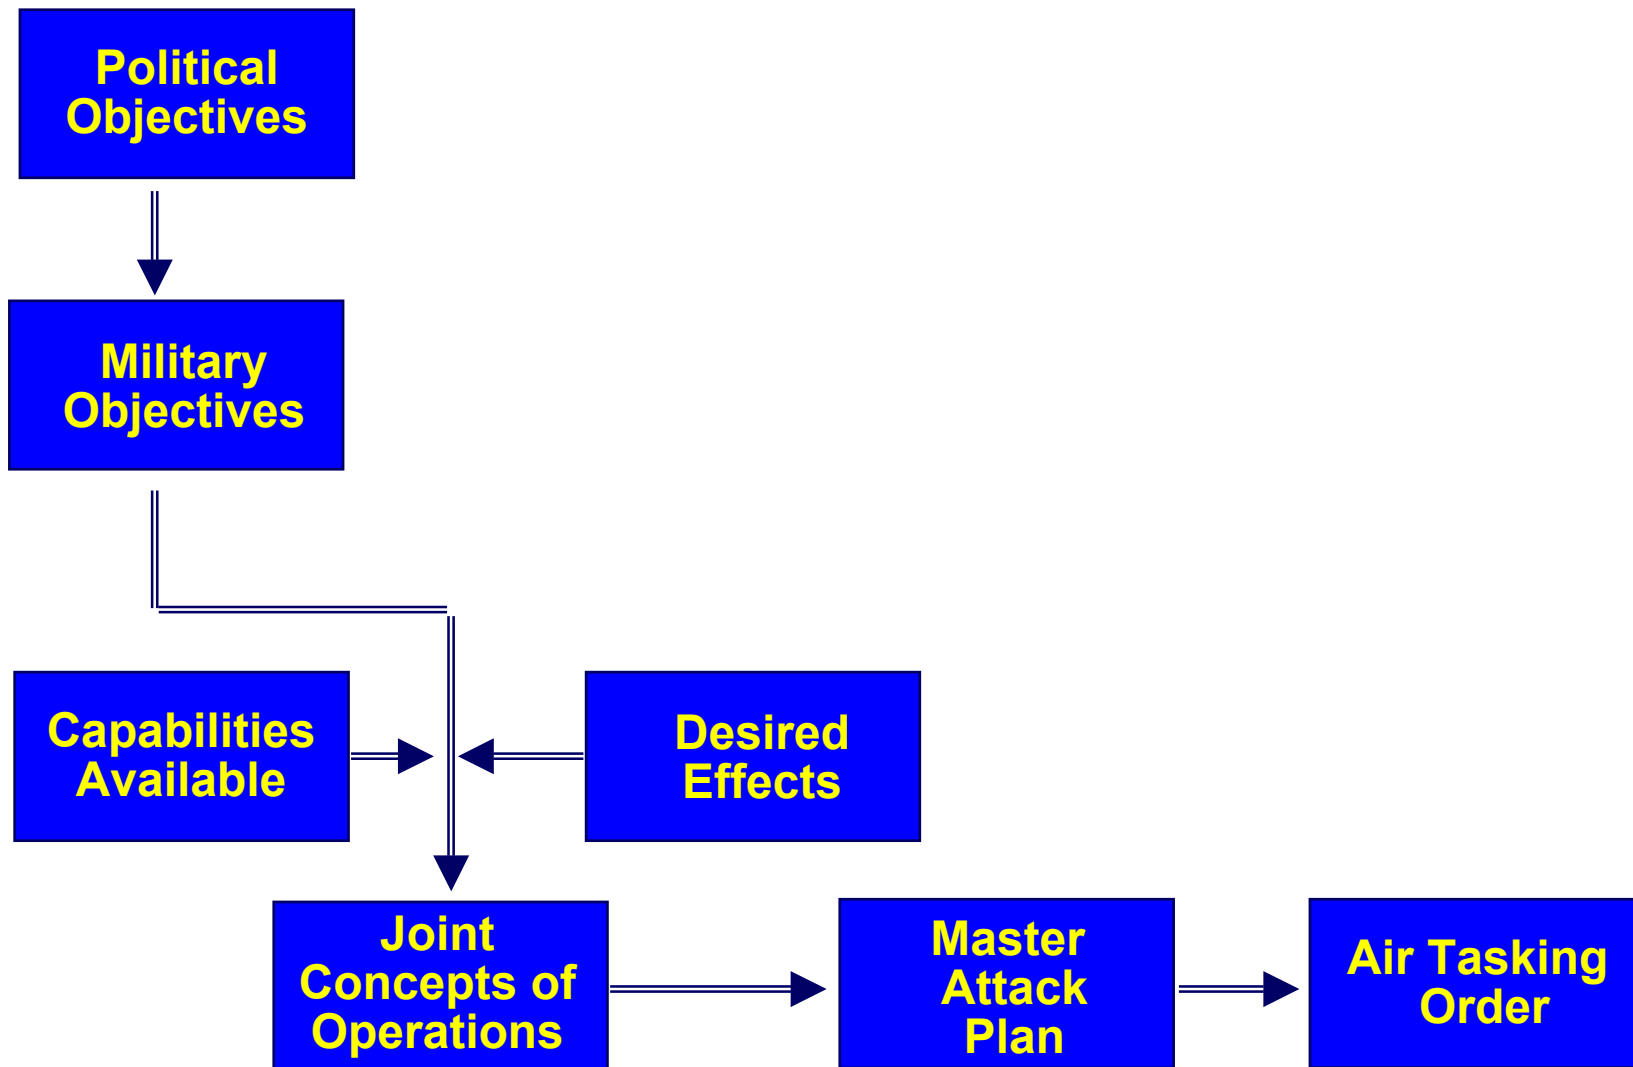 Political
Objectives
Military
Objectives
Capabilities
Available
Desired
Effects
Joint
Concepts of
Operations
Master
Attack
Plan
Air Tasking
Order